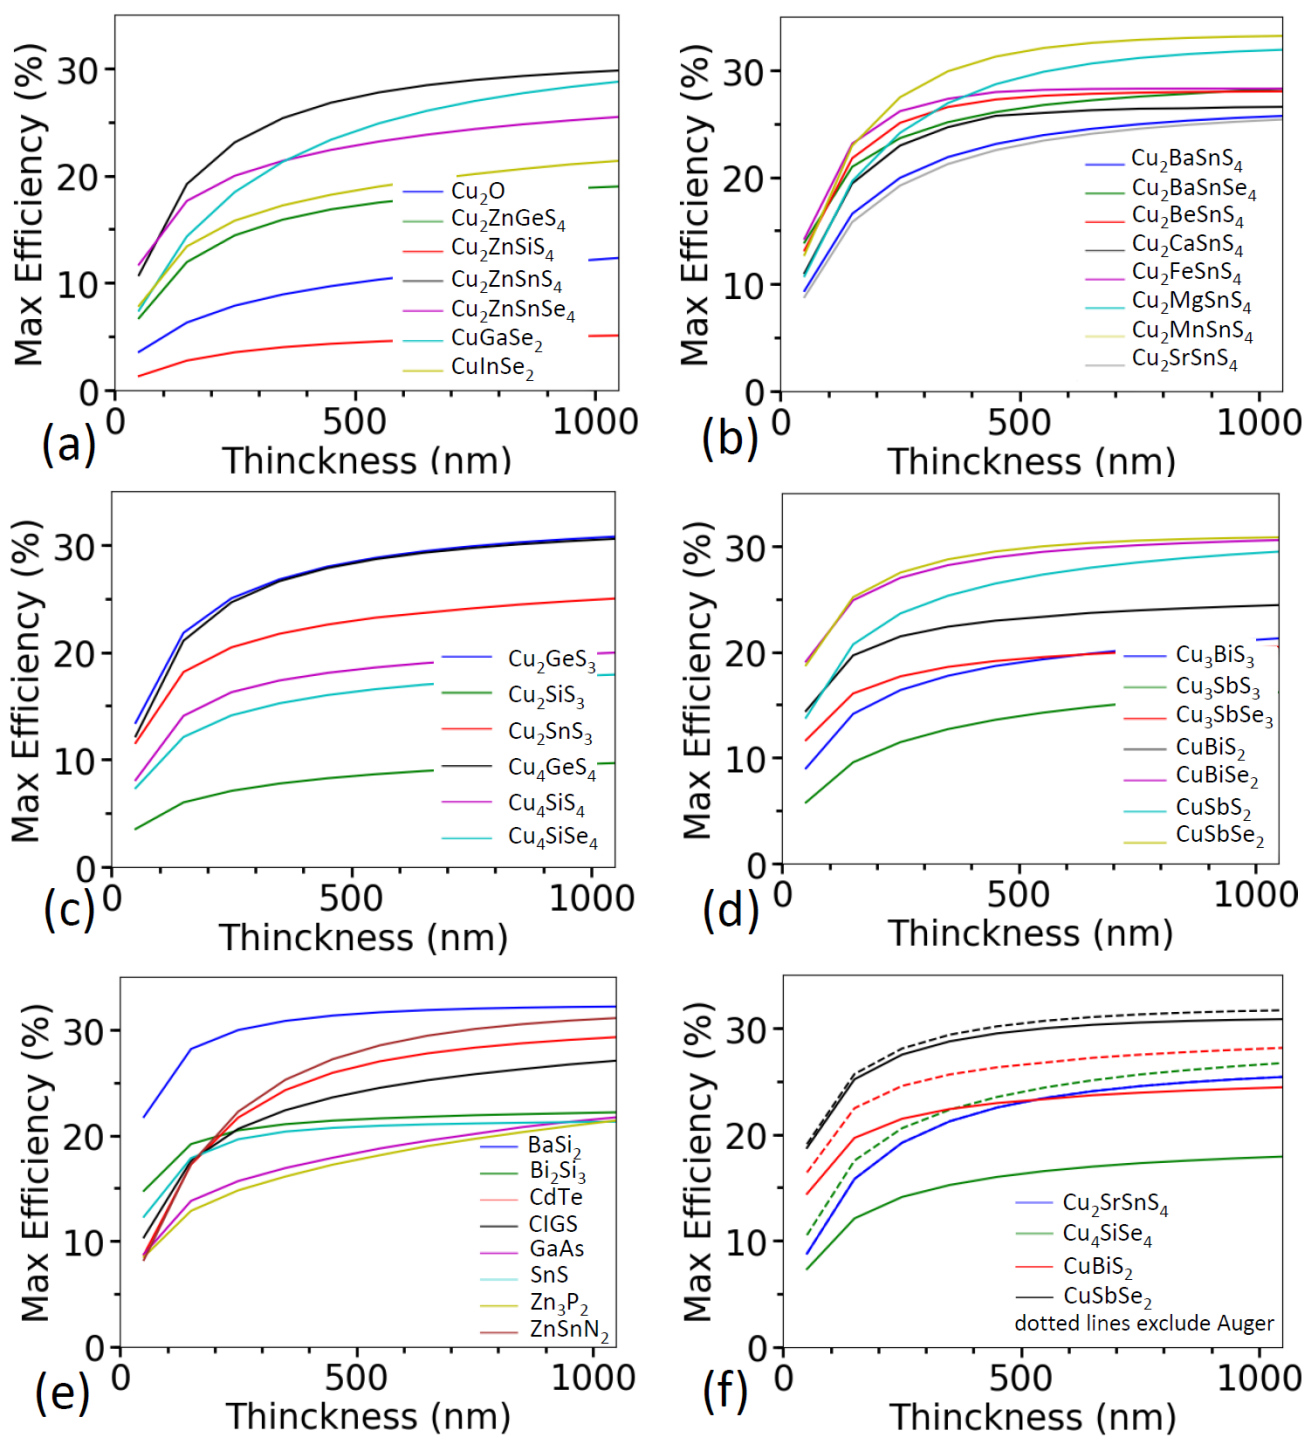 Max Efficiency (%)
30
20
10
0
0
500
1000
Thinckness (nm)
(a)
Cu₂O
Cu₂ZnGeS₄
Cu₂ZnSiS₄
Cu₂ZnSnS₄
Cu₂ZnSnSe₄
CuGaSe₂
CuInSe₂
Max Efficiency (%)
30
20
10
0
0
500
1000
Thinckness (nm)
(b)
Cu₂BaSnS₄
Cu₂BaSnSe₄
Cu₂BeSnS₄
Cu₂CaSnS₄
Cu₂FeSnS₄
Cu₂MgSnS₄
Cu₂MnSnS₄
Cu₂SrSnS₄
Max Efficiency (%)
30
20
10
0
0
500
1000
Thinckness (nm)
(c)
Cu₂GeS₃
Cu₂SiS₃
Cu₂SnS₃
Cu₄GeS₄
Cu₄SiS₄
Cu₄SiSe₄
Max Efficiency (%)
30
20
10
0
0
500
1000
Thinckness (nm)
(d)
Cu₃BiS₃
Cu₃SbS₃
Cu₃SbSe₃
CuBiS₂
CuBiSe₂
CuSbS₂
CuSbSe₂
Max Efficiency (%)
30
20
10
0
0
500
1000
Thinckness (nm)
(e)
BaSi₂
Bi₂Si₃
CdTe
CIGS
GaAs
SnS
Zn₃P₂
ZnSnN₂
Max Efficiency (%)
30
20
10
0
0
500
1000
Thinckness (nm)
(f)
Cu₂SrSnS₄
Cu₄SiSe₄
CuBiS₂
CuSbSe₂
dotted lines exclude Auger